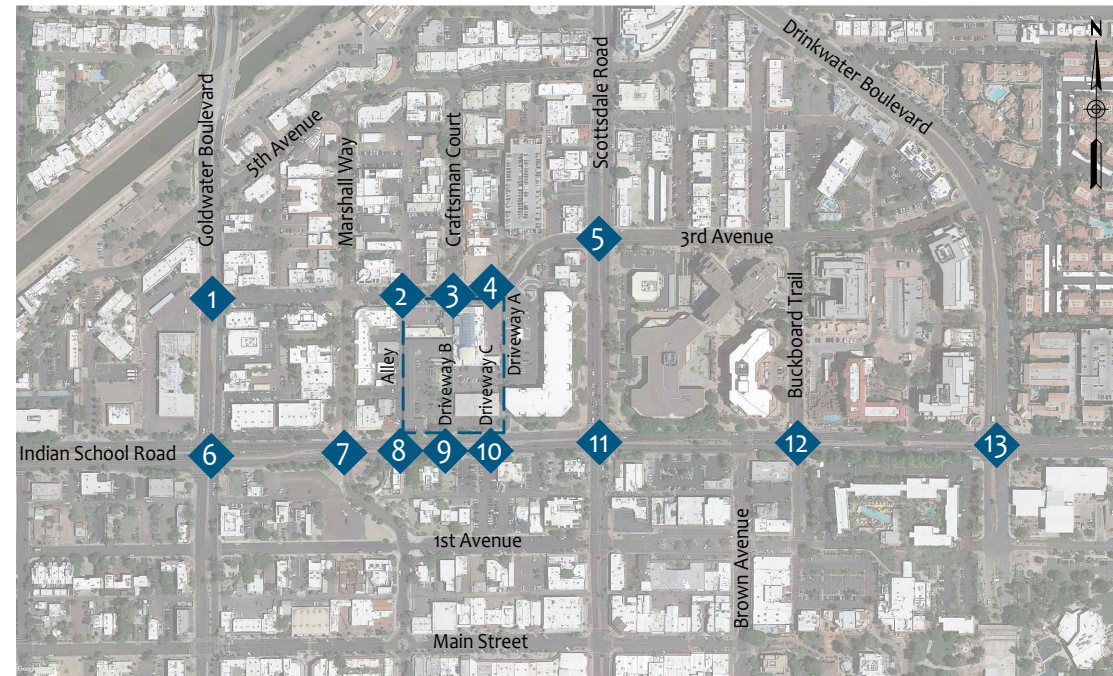 N
Drinkwater Boulevard
Scottsdale Road
Goldwater Boulevard
5th Avenue
Marshall Way
Craftsman Court
5
3rd Avenue
1
2
3
4
Buckboard Trail
Driveway A
Alley
Driveway B
Driveway C
Indian School Road
6
7
8
9
10
11
12
13
1st Avenue
Brown Avenue
Main Street
Google